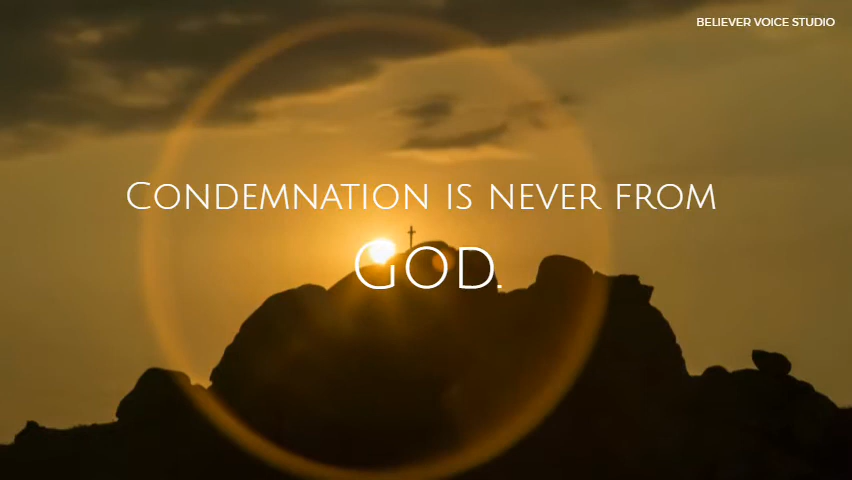 BELIEVER VOICE STUDIO
CONDEMNATION IS NEVER FROM
GOD.